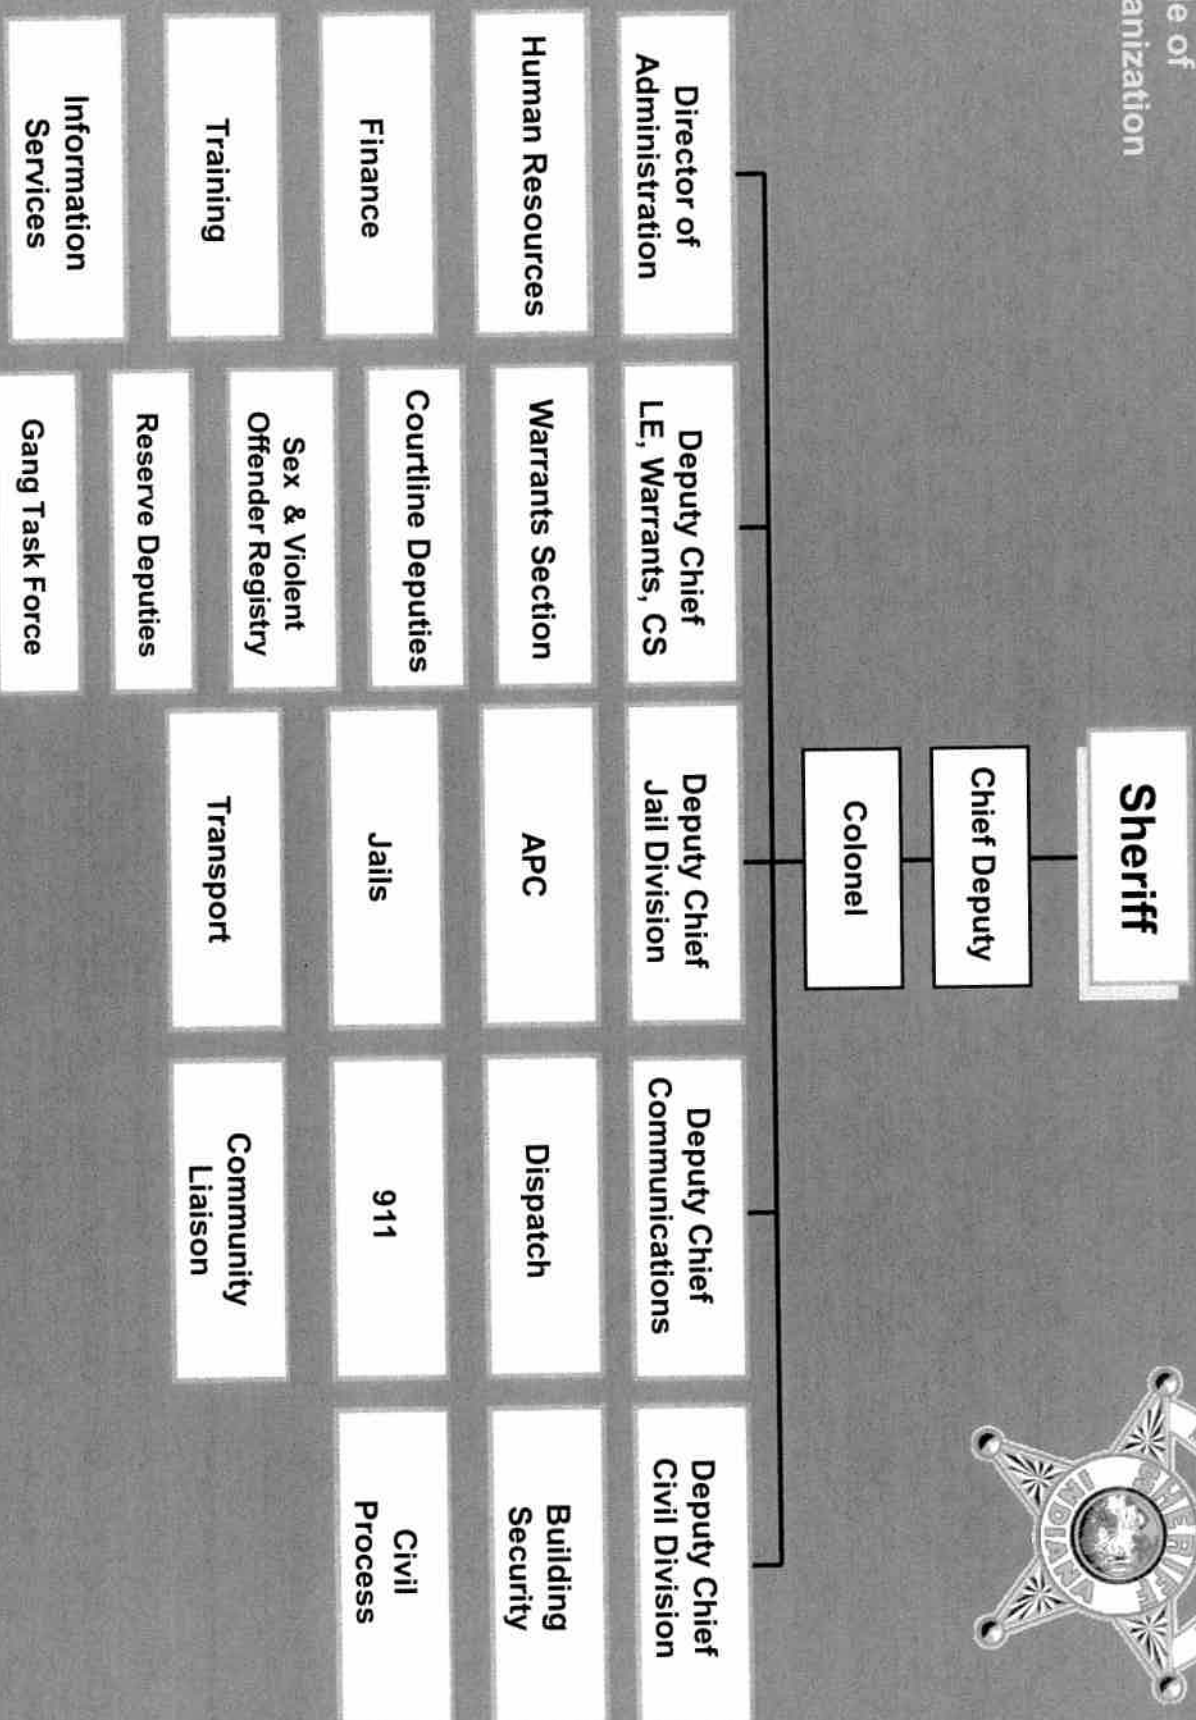 e of
anization
Sheriff
SHERIFF
INDIANA
Chief Deputy
Colonel
Director of
Administration
Human Resources
Finance
Training
Information
Services
Deputy Chief
LE, Warrants, CS
Warrants Section
Courtline Deputies
Sex & Violent
Offender Registry
Reserve Deputies
Gang Task Force
Deputy Chief
Jail Division
APC
Jails
Transport
Deputy Chief
Communications
Dispatch
911
Community
Liaison
Deputy Chief
Civil Division
Building
Security
Civil
Process